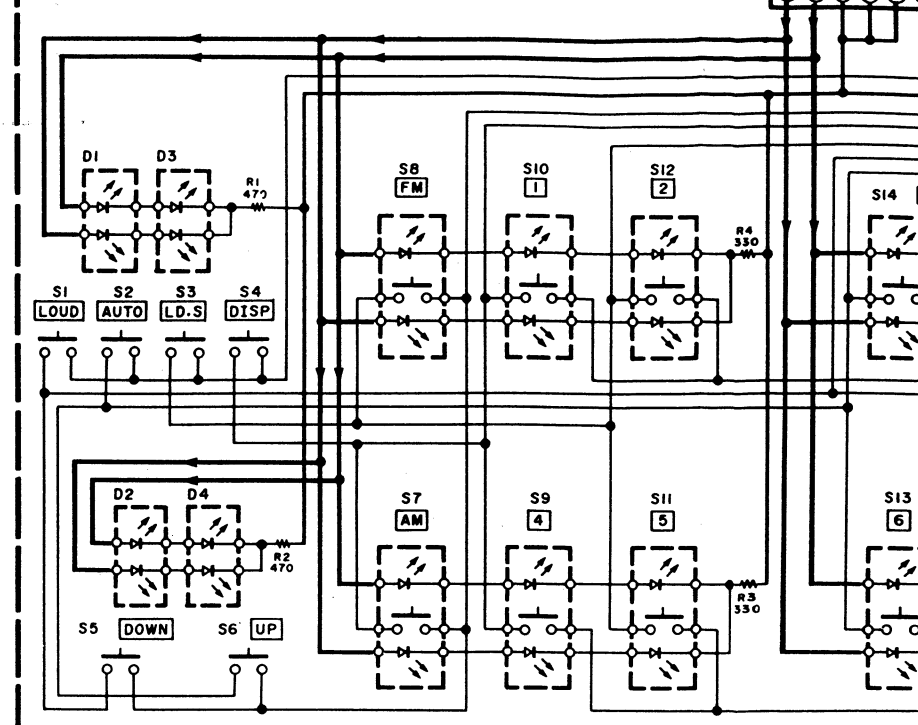 D1 D3
R1
470
S8 S10 S12
FM 1 2
S14
R4
330
S1 S2 S3 S4
LOUD AUTO LD.S DISP
D2 D4
R2
470
S7 S9 S11 S13
AM 4 5 6
R3
330
S5 DOWN S6 UP